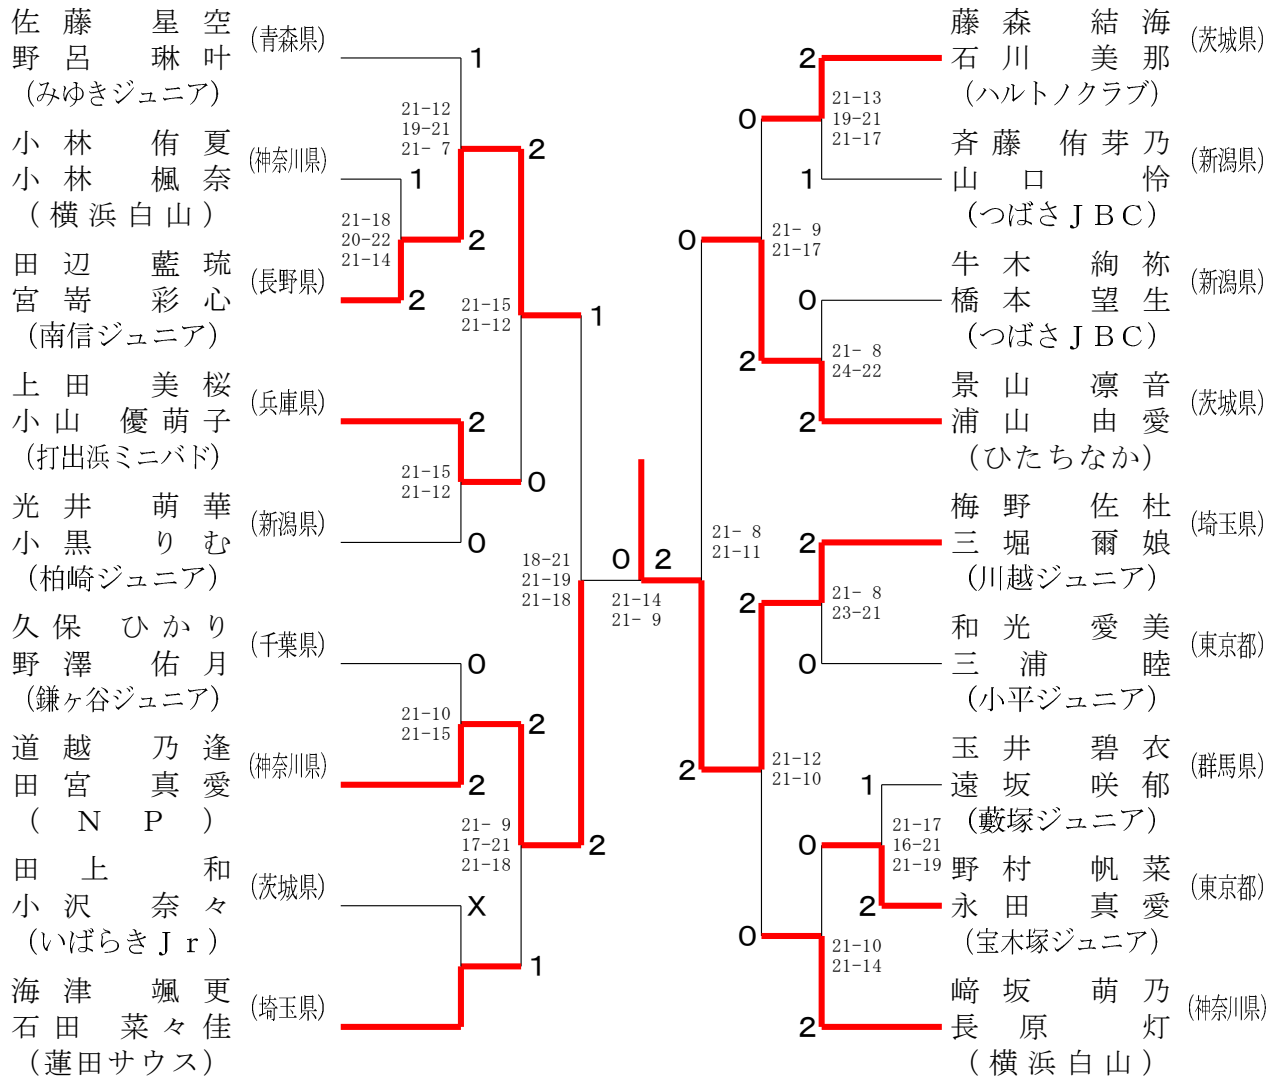 佐藤 星空
野呂 琳叶
(みゆきジュニア)
(青森県)
小林 侑夏
小林 楓奈
(横浜白山)
(神奈川県)
田辺 藍琉
宮嵜 彩心
(南信ジュニア)
(長野県)
上田 美桜
小山 優萌子
(打出浜ミニバド)
(兵庫県)
光井 萌華
小黒 りむ
(柏崎ジュニア)
(新潟県)
久保 ひかり
野澤 佑月
(鎌ヶ谷ジュニア)
(千葉県)
道越 乃逢
田宮 真愛
(NP)
(神奈川県)
田上 和
小沢 奈々
(いばらきJr)
(茨城県)
海津 颯更
石田 菜々佳
(蓮田サウス)
(埼玉県)
1
21-12
19-21
21- 7
2
1
21-18
20-22
21-14
2
2
21-15
21-12
1
2
21-15
21-12
0
0
18-21
21-19
21-18
0
21-10
21-15
2
2
21- 9
17-21
21-18
2
X
1
0 2
21-14
21- 9
2
21-13
19-21
21-17
0
1
21- 9
21-17
0
0
21- 8
24-22
2
2
21- 8
21-11
2
21- 8
23-21
2
0
21-12
21-10
2
1
21-17
16-21
21-19
0
2
21-10
21-14
0
2
藤森 結海
石川 美那
(ハルトノクラブ)
(茨城県)
斉藤 侑芽乃
山口 怜
(つばさJBC)
(新潟県)
牛木 絢祢
橋本 望生
(つばさJBC)
(新潟県)
景山 凛音
浦山 由愛
(ひたちなか)
(茨城県)
梅野 佐杜
三堀 爾娘
(川越ジュニア)
(埼玉県)
和光 愛美
三浦 睦
(小平ジュニア)
(東京都)
玉井 碧衣
遠坂 咲郁
(藪塚ジュニア)
(群馬県)
野村 帆菜
永田 真愛
(宝木塚ジュニア)
(東京都)
﨑坂 萌乃
長原 灯
(横浜白山)
(神奈川県)